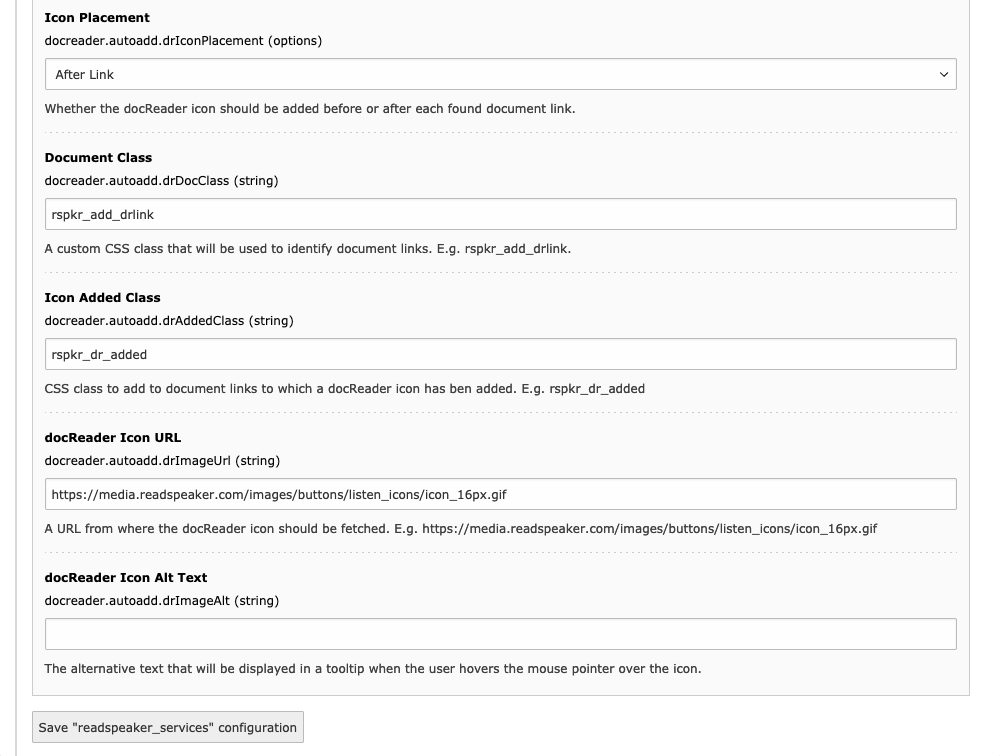 Icon Placement
docreader.autoadd.drIconPlacement (options)
After Link
Whether the docReader icon should be added before or after each found document link.
Document Class
docreader.autoadd.drDocClass (string)
rspkr_add_drlink
A custom CSS class that will be used to identify document links. E.g. rspkr_add_drlink.
Icon Added Class
docreader.autoadd.drAddedClass (string)
rspkr_dr_added
CSS class to add to document links to which a docReader icon has ben added. E.g. rspkr_dr_added
docReader Icon URL
docreader.autoadd.drImageUrl (string)
https://media.readspeaker.com/images/buttons/listen_icons/icon_16px.gif
A URL from where the docReader icon should be fetched. E.g. https://media.readspeaker.com/images/buttons/listen_icons/icon_16px.gif
docReader Icon Alt Text
docreader.autoadd.drImageAlt (string)
The alternative text that will be displayed in a tooltip when the user hovers the mouse pointer over the icon.
Save "readspeaker_services" configuration